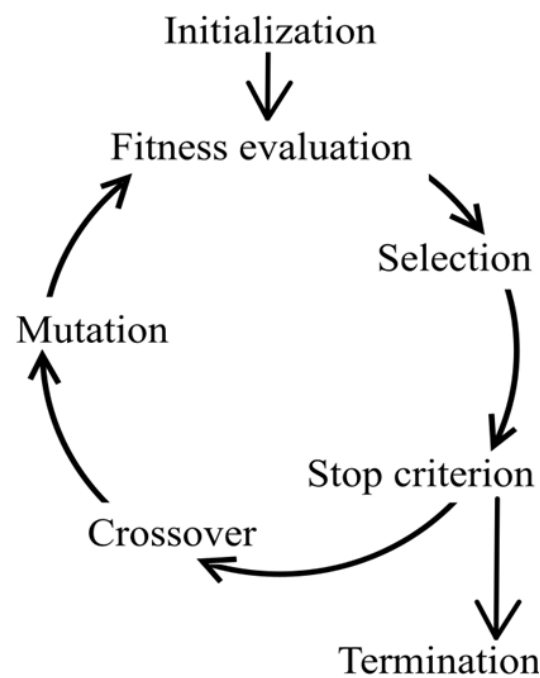 Initialization
Fitness evaluation
Selection
Mutation
Stop criterion
Crossover
Termination